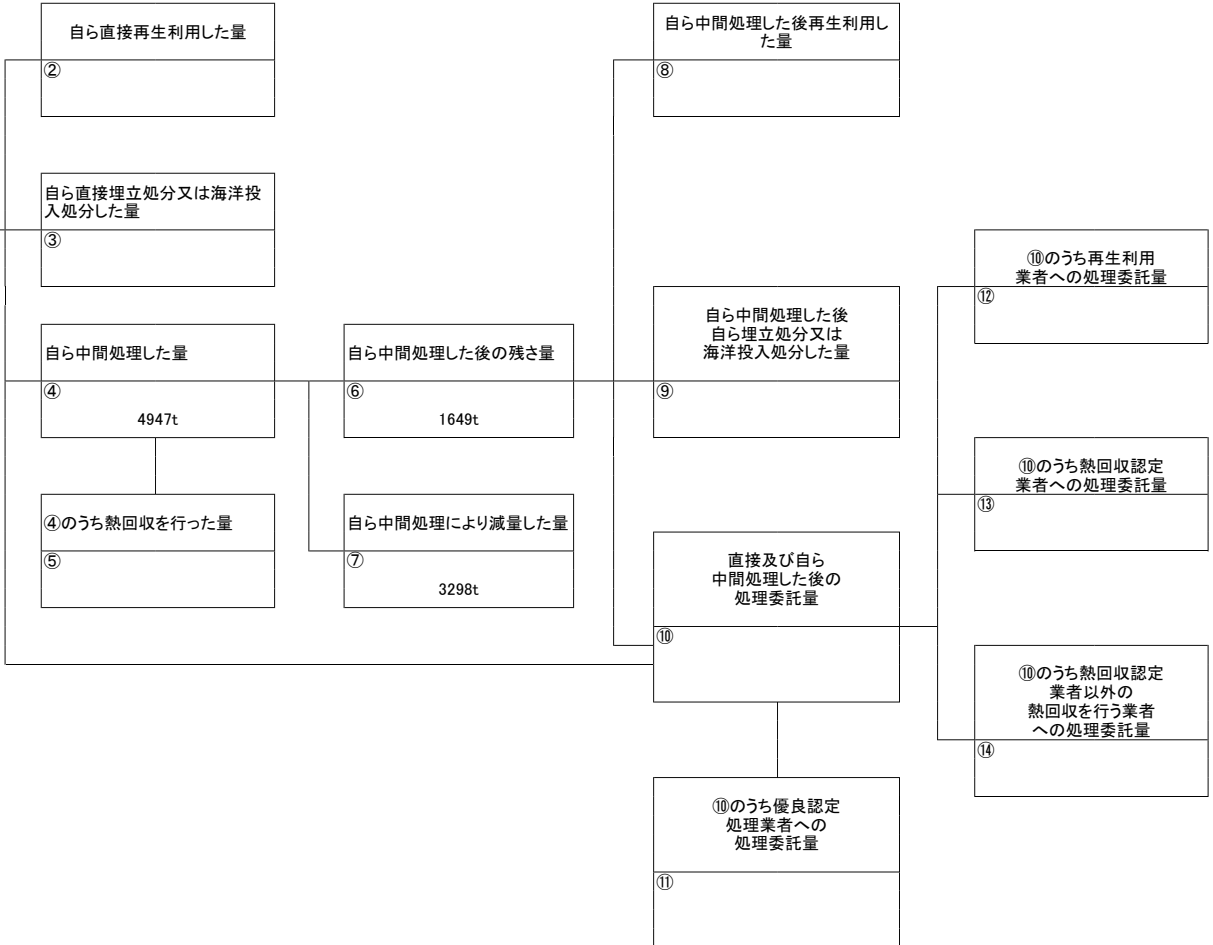 自ら直接再生利用した量
②
自ら直接埋立処分又は海洋投
入処分した量
③
自ら中間処理した量
④
4947t
④のうち熱回収を行った量
⑤
自ら中間処理した後の残さ量
⑥
1649t
自ら中間処理により減量した量
⑦
3298t
自ら中間処理した後再生利用し
た量
⑧
自ら中間処理した後
自ら埋立処分又は
海洋投入処分した量
⑨
直接及び自ら
中間処理した後の
処理委託量
⑩
⑩のうち優良認定
処理業者への
処理委託量
⑪
⑩のうち再生利用
業者への処理委託量
⑫
⑩のうち熱回収認定
業者への処理委託量
⑬
⑩のうち熱回収認定
業者以外の
熱回収を行う業者
への処理委託量
⑭